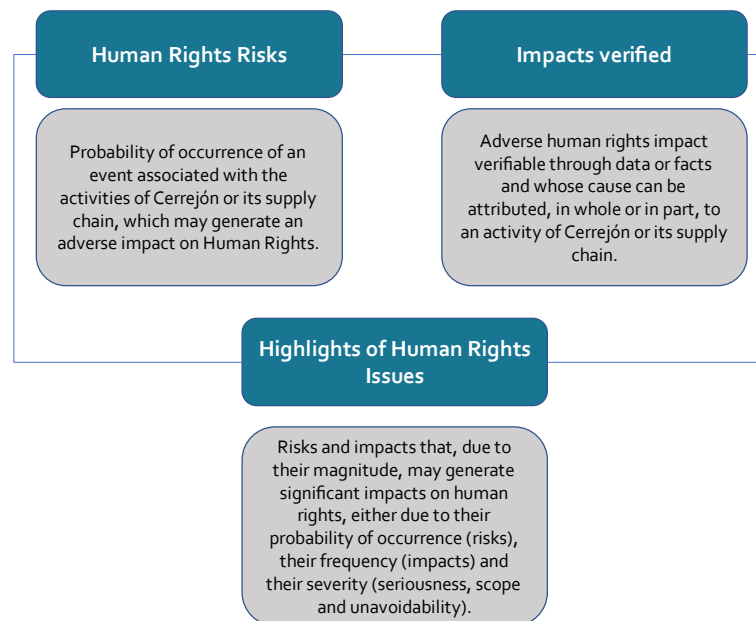 Human Rights Risks
Probability of occurrence of an
event associated with the
activities of Cerrejón or its supply
chain, which may generate an
adverse impact on Human Rights.
Impacts verified
Adverse human rights impact
verifiable through data or facts
and whose cause can be
attributed, in whole or in part, to
an activity of Cerrejón or its supply
chain.
Highlights of Human Rights
Issues
Risks and impacts that, due to
their magnitude, may generate
significant impacts on human
rights, either due to their
probability of occurrence (risks),
their frequency (impacts) and
their severity (seriousness, scope
and unavoidability).